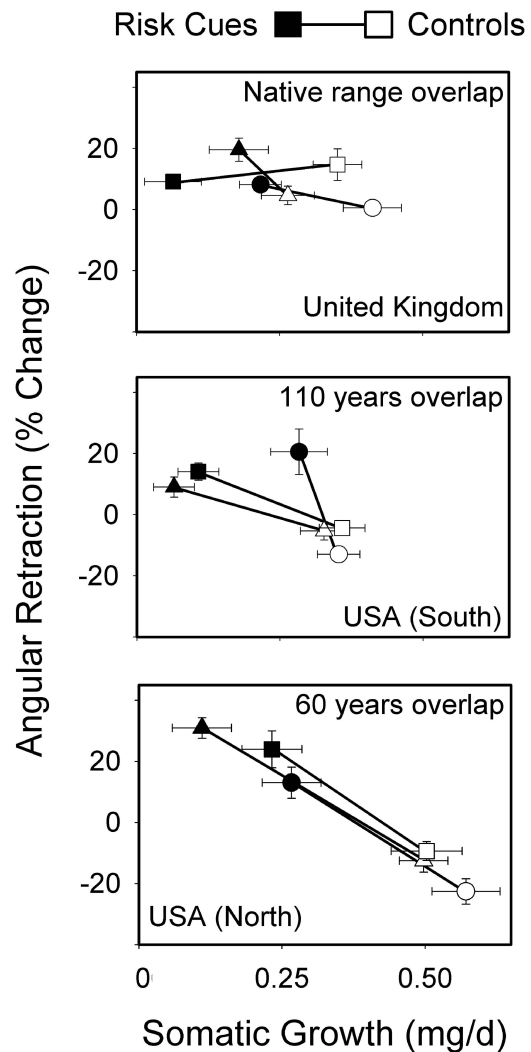 Risk Cues Controls
Native range overlap
20
0
-20
United Kingdom
110 years overlap
20
0
-20
USA (South)
60 years overlap
20
0
-20
USA (North)
0 0.25 0.50
Somatic Growth (mg/d)
Angular Retraction (% Change)